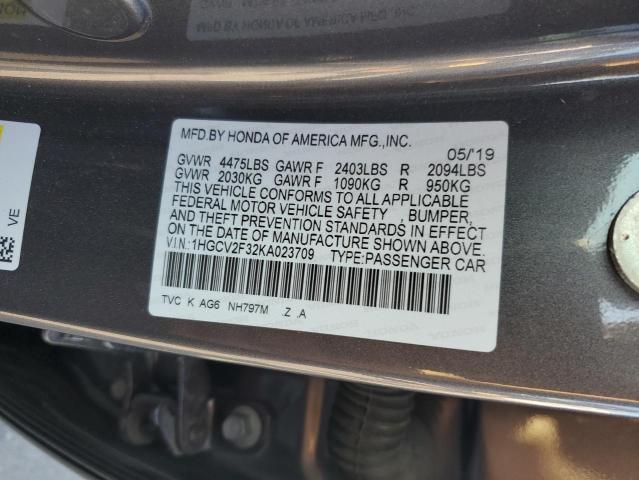 MFD. BY HONDA OF AMERICA MFG.,INC.
05/'19
GVWR 4475LBS GAWR F 2403LBS R 2094LBS
GVWR 2030KG GAWR F 1090KG R 950KG
THIS VEHICLE CONFORMS TO ALL APPLICABLE
FEDERAL MOTOR VEHICLE SAFETY , BUMPER,
AND THEFT PREVENTION STANDARDS IN
EFFECT ON THE DATE OF MANUFACTURE SHOWN ABOVE.
V.I.N.:1HGCV2F32KA023709 TYPE:PASSENGER CAR
TVC K AG6 NH797M .Z .A
VE